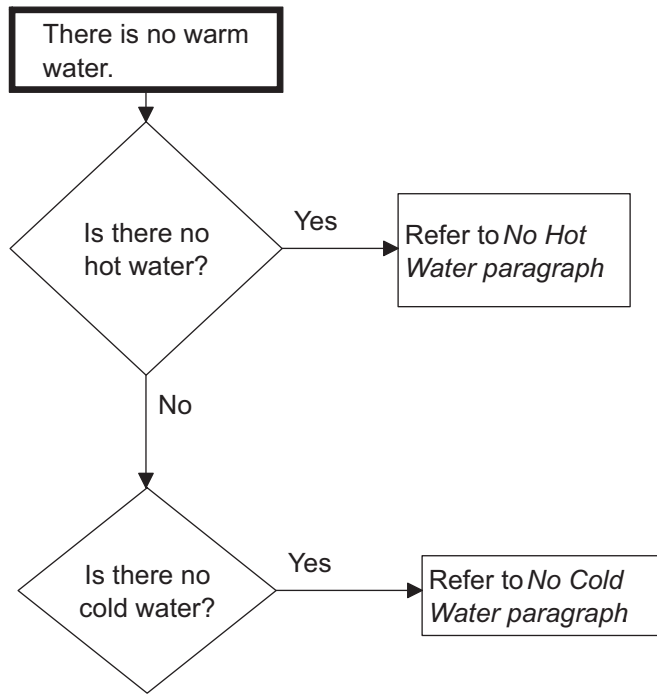 There is no warm
water.
Is there no
hot water?
Yes
Refer to No Hot
Water paragraph
No
Is there no
cold water?
Yes
Refer to No Cold
Water paragraph